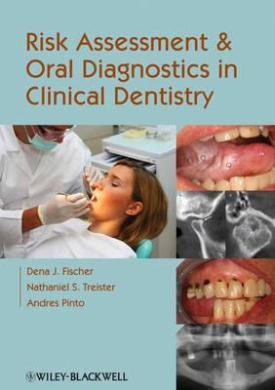 Risk Assessment &
Oral Diagnostics in
Clinical Dentistry
Dena J. Fischer
Nathaniel S. Treister
Andres Pinto
WILEY-BLACKWELL